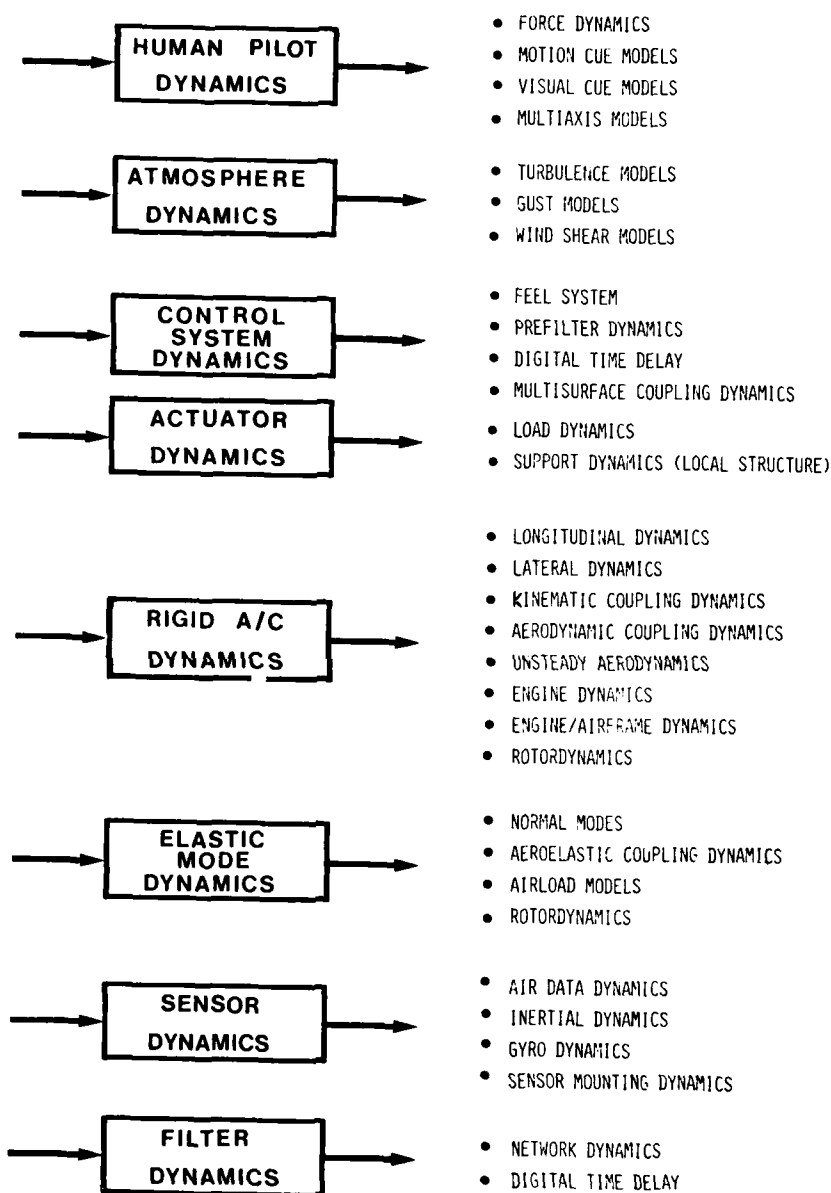 HUMAN PILOT
DYNAMICS
• FORCE DYNAMICS
• MOTION CUE MODELS
• VISUAL CUE MODELS
• MULTIAXIS MODELS
ATMOSPHERE
DYNAMICS
• TURBULENCE MODELS
• GUST MODELS
• WIND SHEAR MODELS
CONTROL
SYSTEM
DYNAMICS
• FEEL SYSTEM
• PREFILTER DYNAMICS
• DIGITAL TIME DELAY
• MULTISURFACE COUPLING DYNAMICS
ACTUATOR
DYNAMICS
• LOAD DYNAMICS
• SUPPORT DYNAMICS (LOCAL STRUCTURE)
RIGID A/C
DYNAMICS
• LONGITUDINAL DYNAMICS
• LATERAL DYNAMICS
• KINEMATIC COUPLING DYNAMICS
• AERODYNAMIC COUPLING DYNAMICS
• UNSTEADY AERODYNAMICS
• ENGINE DYNAMICS
• ENGINE/AIRFRAME DYNAMICS
• ROTORDYNAMICS
ELASTIC
MODE
DYNAMICS
• NORMAL MODES
• AEROELASTIC COUPLING DYNAMICS
• AIRLOAD MODELS
• ROTORDYNAMICS
SENSOR
DYNAMICS
• AIR DATA DYNAMICS
• INERTIAL DYNAMICS
• GYRO DYNAMICS
• SENSOR MOUNTING DYNAMICS
FILTER
DYNAMICS
• NETWORK DYNAMICS
• DIGITAL TIME DELAY